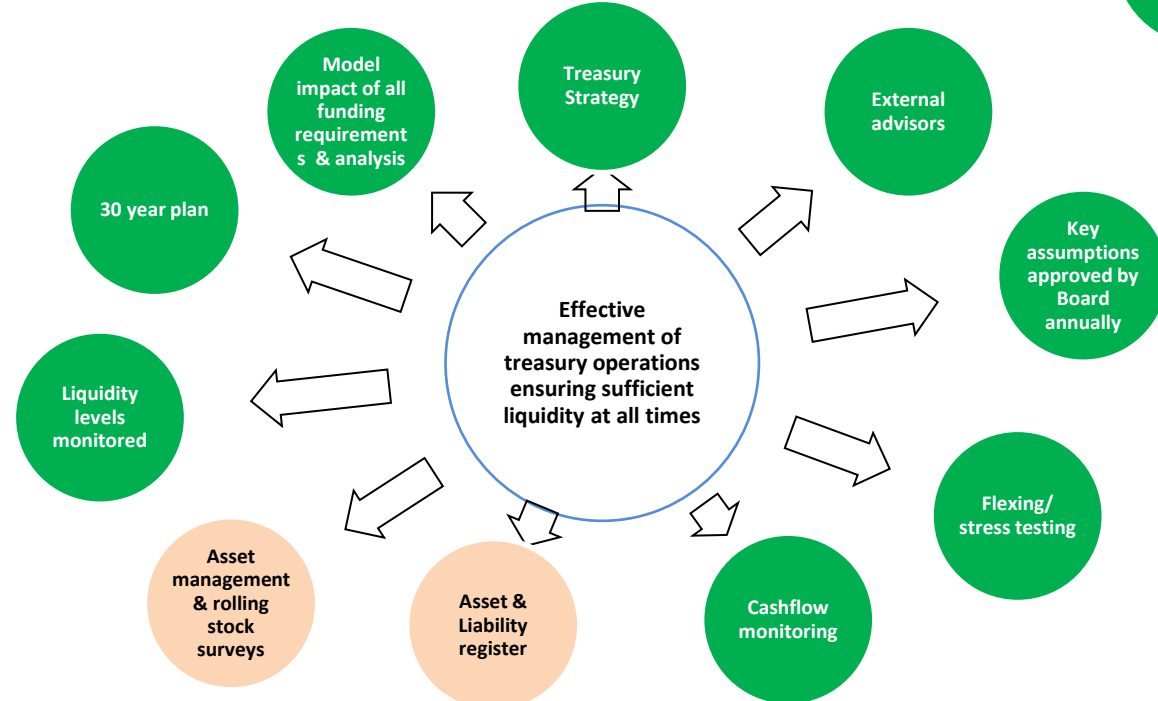 Model
impact of all
funding
requirement
s & analysis
Treasury
Strategy
External
advisors
30 year plan
Key
assumptions
approved by
Board
annually
Effective
management of
treasury operations
ensuring sufficient
liquidity at all times
Liquidity
levels
monitored
Flexing/
stress testing
Asset
management
& rolling
stock
surveys
Asset &
Liability
register
Cashflow
monitoring